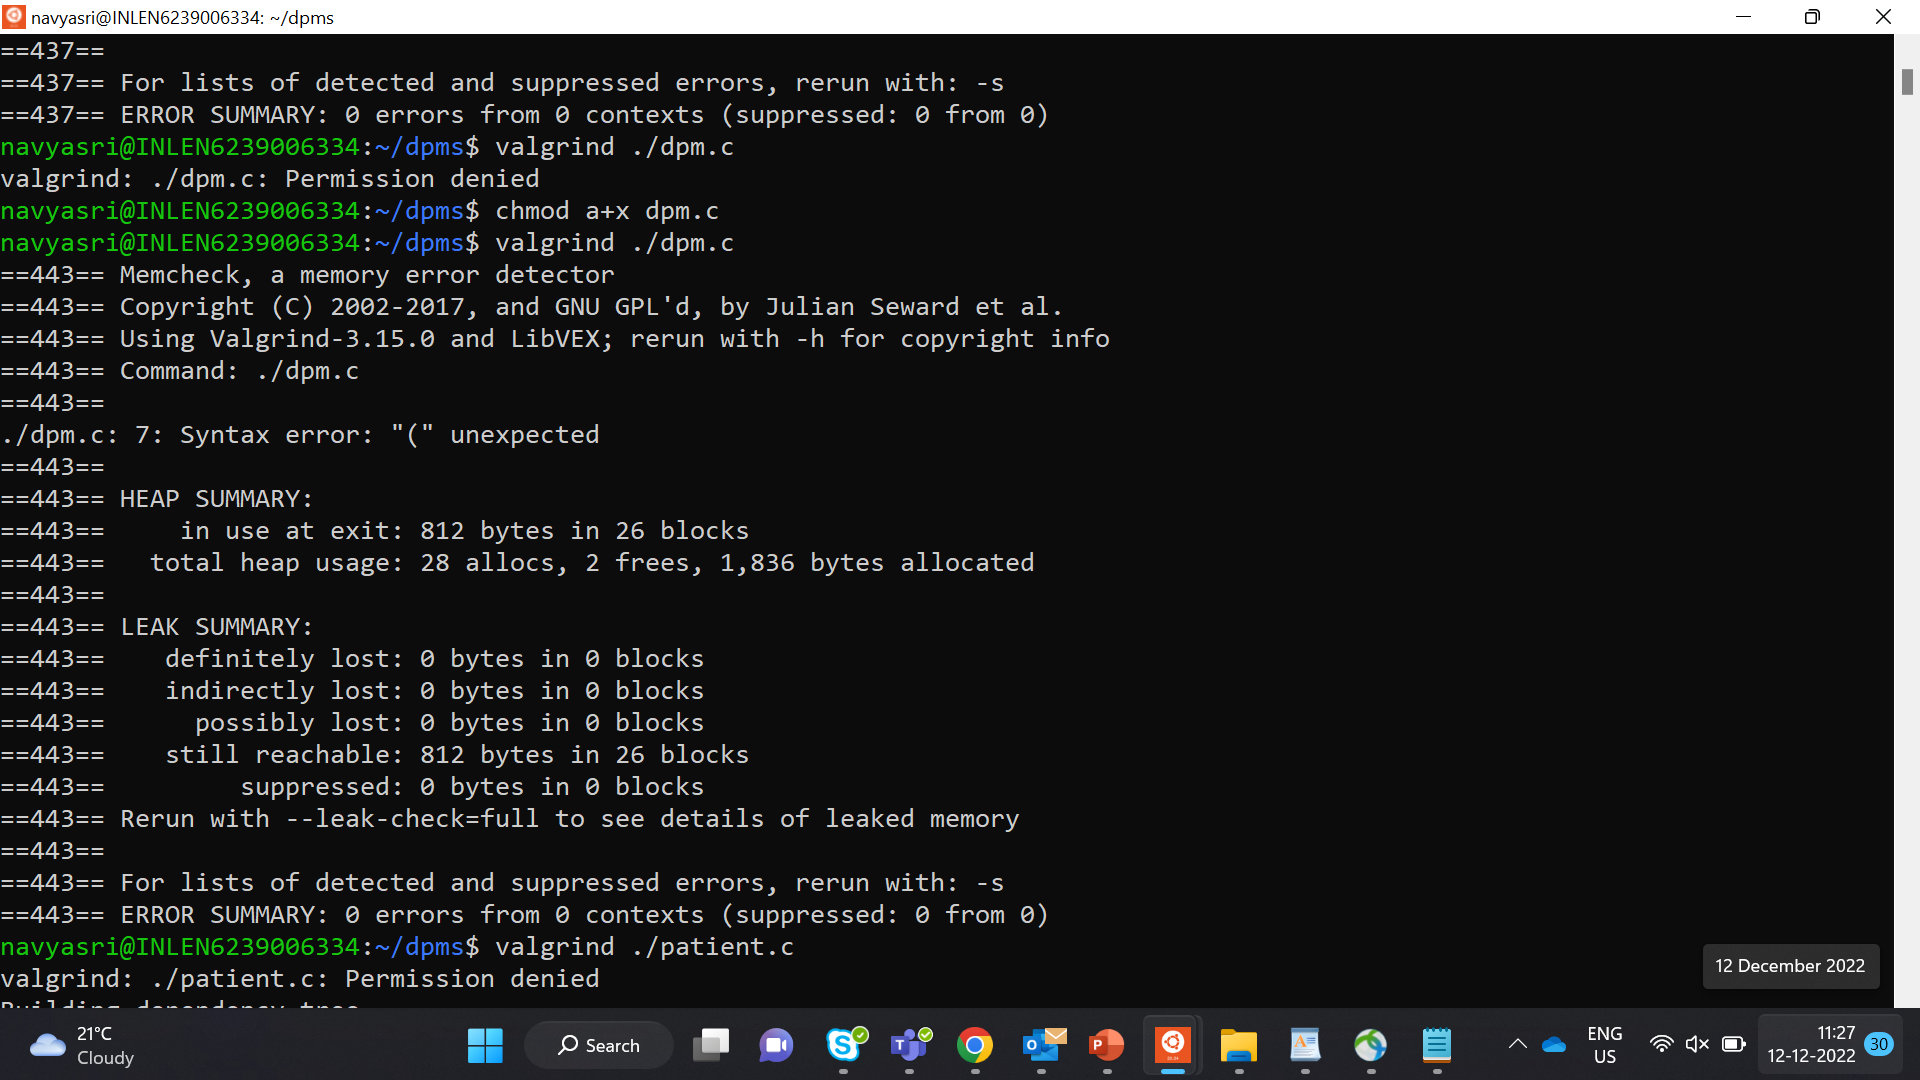 navyasri@INLEN6239006334: ~/dpms
==437==
==437== For lists of detected and suppressed errors, rerun with: -s
==437== ERROR SUMMARY: 0 errors from 0 contexts (suppressed: 0 from 0)
navyasri@INLEN6239006334:~/dpms$ valgrind ./dpm.c
valgrind: ./dpm.c: Permission denied
navyasri@INLEN6239006334:~/dpms$ chmod a+x dpm.c
navyasri@INLEN6239006334:~/dpms$ valgrind ./dpm.c
==443== Memcheck, a memory error detector
==443== Copyright (C) 2002-2017, and GNU GPL'd, by Julian Seward et al.
==443== Using Valgrind-3.15.0 and LibVEX; rerun with -h for copyright info
==443== Command: ./dpm.c
==443==
./dpm.c: 7: Syntax error: "(" unexpected
==443==
==443== HEAP SUMMARY:
==443==     in use at exit: 812 bytes in 26 blocks
==443==   total heap usage: 28 allocs, 2 frees, 1,836 bytes allocated
==443==
==443== LEAK SUMMARY:
==443==    definitely lost: 0 bytes in 0 blocks
==443==    indirectly lost: 0 bytes in 0 blocks
==443==      possibly lost: 0 bytes in 0 blocks
==443==    still reachable: 812 bytes in 26 blocks
==443==         suppressed: 0 bytes in 0 blocks
==443== Rerun with --leak-check=full to see details of leaked memory
==443==
==443== For lists of detected and suppressed errors, rerun with: -s
==443== ERROR SUMMARY: 0 errors from 0 contexts (suppressed: 0 from 0)
navyasri@INLEN6239006334:~/dpms$ valgrind ./patient.c
valgrind: ./patient.c: Permission denied
Building dependency tree
12 December 2022
21°C
Cloudy
Search
ENG
US
11:27
12-12-2022
30